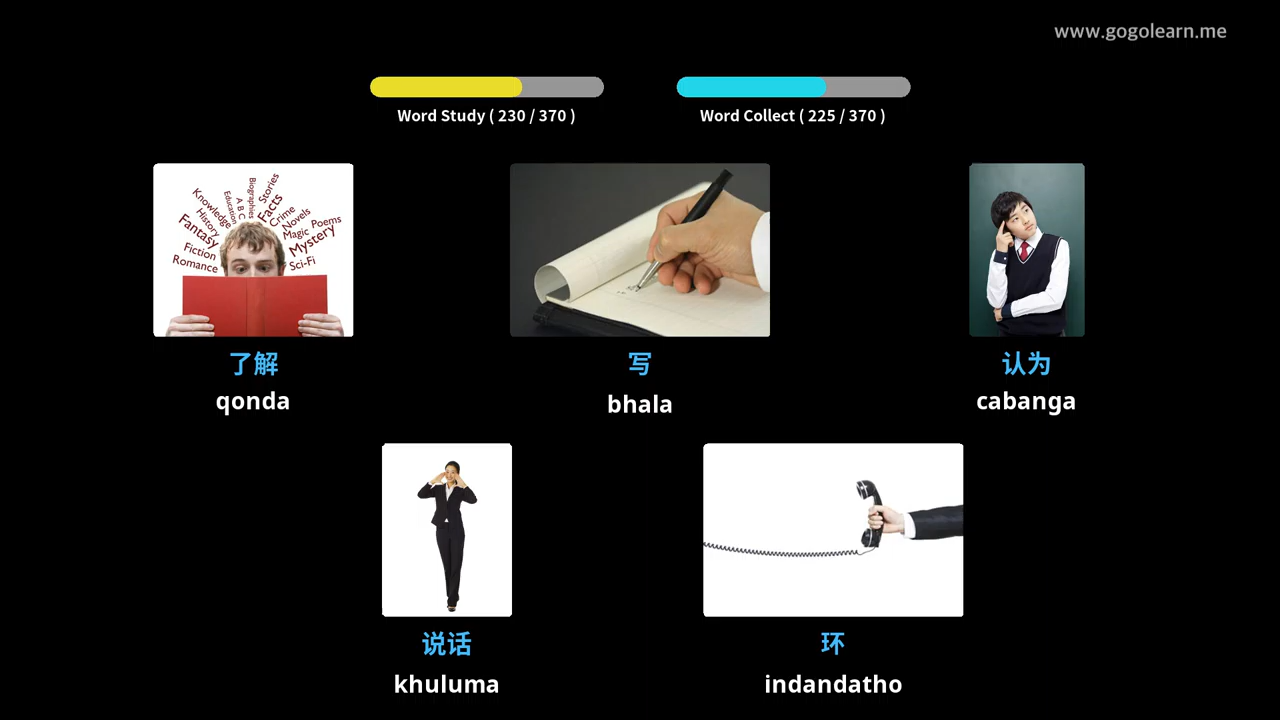 www.gogolearn.me
Word Study ( 230 / 370 )
Word Collect ( 225 / 370 )
Stories
Biographies
Facts
A B C
Education
Knowledge
Crime
Novels
History
Magic
Poems
Fantasy
Mystery
Fiction
Sci-Fi
Romance
了解
写
认为
qonda
bhala
cabanga
说话
环
khuluma
indandatho